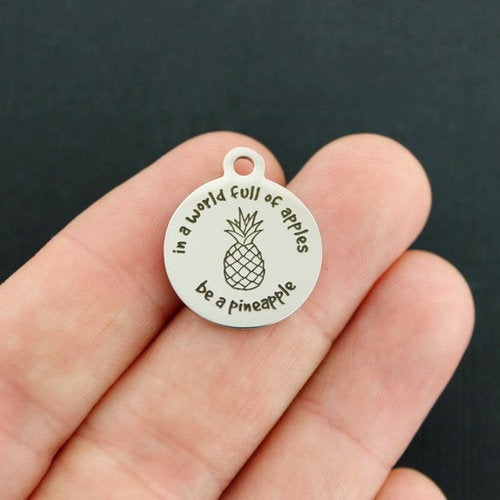 in a world full of apples
be a pineapple